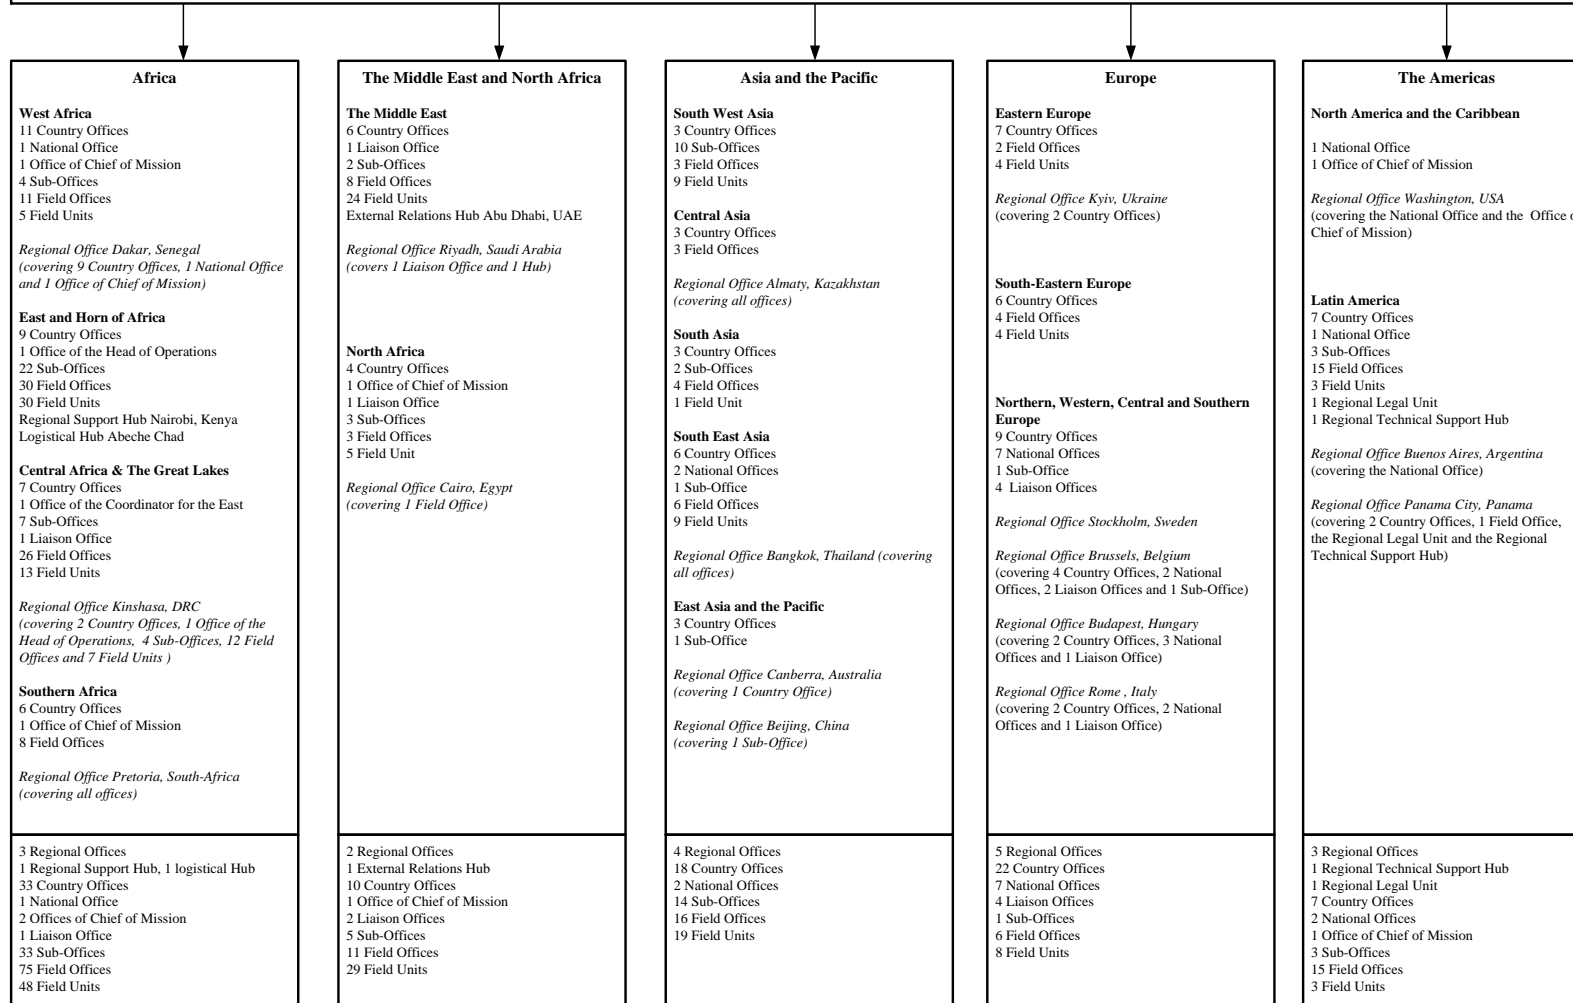 Africa
West Africa
11 Country Offices
1 National Office
1 Office of Chief of Mission
4 Sub-Offices
11 Field Offices
5 Field Units
Regional Office Dakar, Senegal
(covering 9 Country Offices, 1 National Office
and 1 Office of Chief of Mission)
East and Horn of Africa
9 Country Offices
1 Office of the Head of Operations
22 Sub-Offices
30 Field Offices
30 Field Units
Regional Support Hub Nairobi, Kenya
Logistical Hub Abeche Chad
Central Africa & The Great Lakes
7 Country Offices
1 Office of the Coordinator for the East
7 Sub-Offices
1 Liaison Office
26 Field Offices
13 Field Units
Regional Office Kinshasa, DRC
(covering 2 Country Offices, 1 Office of the
Head of Operations, 4 Sub-Offices, 12 Field
Offices and 7 Field Units )
Southern Africa
6 Country Offices
1 Office of Chief of Mission
8 Field Offices
Regional Office Pretoria, South-Africa
(covering all offices)
3 Regional Offices
1 Regional Support Hub, 1 logistical Hub
33 Country Offices
1 National Office
2 Offices of Chief of Mission
1 Liaison Office
33 Sub-Offices
75 Field Offices
48 Field Units
The Middle East and North Africa
The Middle East
6 Country Offices
1 Liaison Office
2 Sub-Offices
8 Field Offices
24 Field Units
External Relations Hub Abu Dhabi, UAE
Regional Office Riyadh, Saudi Arabia
(covers 1 Liaison Office and 1 Hub)
North Africa
4 Country Offices
1 Office of Chief of Mission
1 Liaison Office
3 Sub-Offices
3 Field Offices
5 Field Unit
Regional Office Cairo, Egypt
(covering 1 Field Office)
2 Regional Offices
1 External Relations Hub
10 Country Offices
1 Office of Chief of Mission
2 Liaison Offices
5 Sub-Offices
11 Field Offices
29 Field Units
Asia and the Pacific
South West Asia
3 Country Offices
10 Sub-Offices
3 Field Offices
9 Field Units
Central Asia
3 Country Offices
3 Field Offices
Regional Office Almaty, Kazakhstan
(covering all offices)
South Asia
3 Country Offices
2 Sub-Offices
4 Field Offices
1 Field Unit
South East Asia
6 Country Offices
2 National Offices
1 Sub-Office
6 Field Offices
9 Field Units
Regional Office Bangkok, Thailand (covering
all offices)
East Asia and the Pacific
3 Country Offices
1 Sub-Office
Regional Office Canberra, Australia
(covering 1 Country Office)
Regional Office Beijing, China
(covering 1 Sub-Office)
4 Regional Offices
18 Country Offices
2 National Offices
14 Sub-Offices
16 Field Offices
19 Field Units
Europe
Eastern Europe
7 Country Offices
2 Field Offices
4 Field Units
Regional Office Kyiv, Ukraine
(covering 2 Country Offices)
South-Eastern Europe
6 Country Offices
4 Field Offices
4 Field Units
Northern, Western, Central and Southern
Europe
9 Country Offices
7 National Offices
1 Sub-Office
4 Liaison Offices
Regional Office Stockholm, Sweden
Regional Office Brussels, Belgium
(covering 4 Country Offices, 2 National
Offices, 2 Liaison Offices and 1 Sub-Office)
Regional Office Budapest, Hungary
(covering 2 Country Offices, 3 National
Offices and 1 Liaison Office)
Regional Office Rome , Italy
(covering 2 Country Offices, 2 National
Offices and 1 Liaison Office)
5 Regional Offices
22 Country Offices
7 National Offices
4 Liaison Offices
1 Sub-Offices
6 Field Offices
8 Field Units
The Americas
North America and the Caribbean
1 National Office
1 Office of Chief of Mission
Regional Office Washington, USA
(covering the National Office and the Office
Chief of Mission)
Latin America
7 Country Offices
1 National Office
3 Sub-Offices
15 Field Offices
3 Field Units
1 Regional Legal Unit
1 Regional Technical Support Hub
Regional Office Buenos Aires, Argentina
(covering the National Office)
Regional Office Panama City, Panama
(covering 2 Country Offices, 1 Field Office,
the Regional Legal Unit and the Regional
Technical Support Hub)
3 Regional Offices
1 Regional Technical Support Hub
1 Regional Legal Unit
7 Country Offices
2 National Offices
1 Office of Chief of Mission
3 Sub-Offices
15 Field Offices
3 Field Units